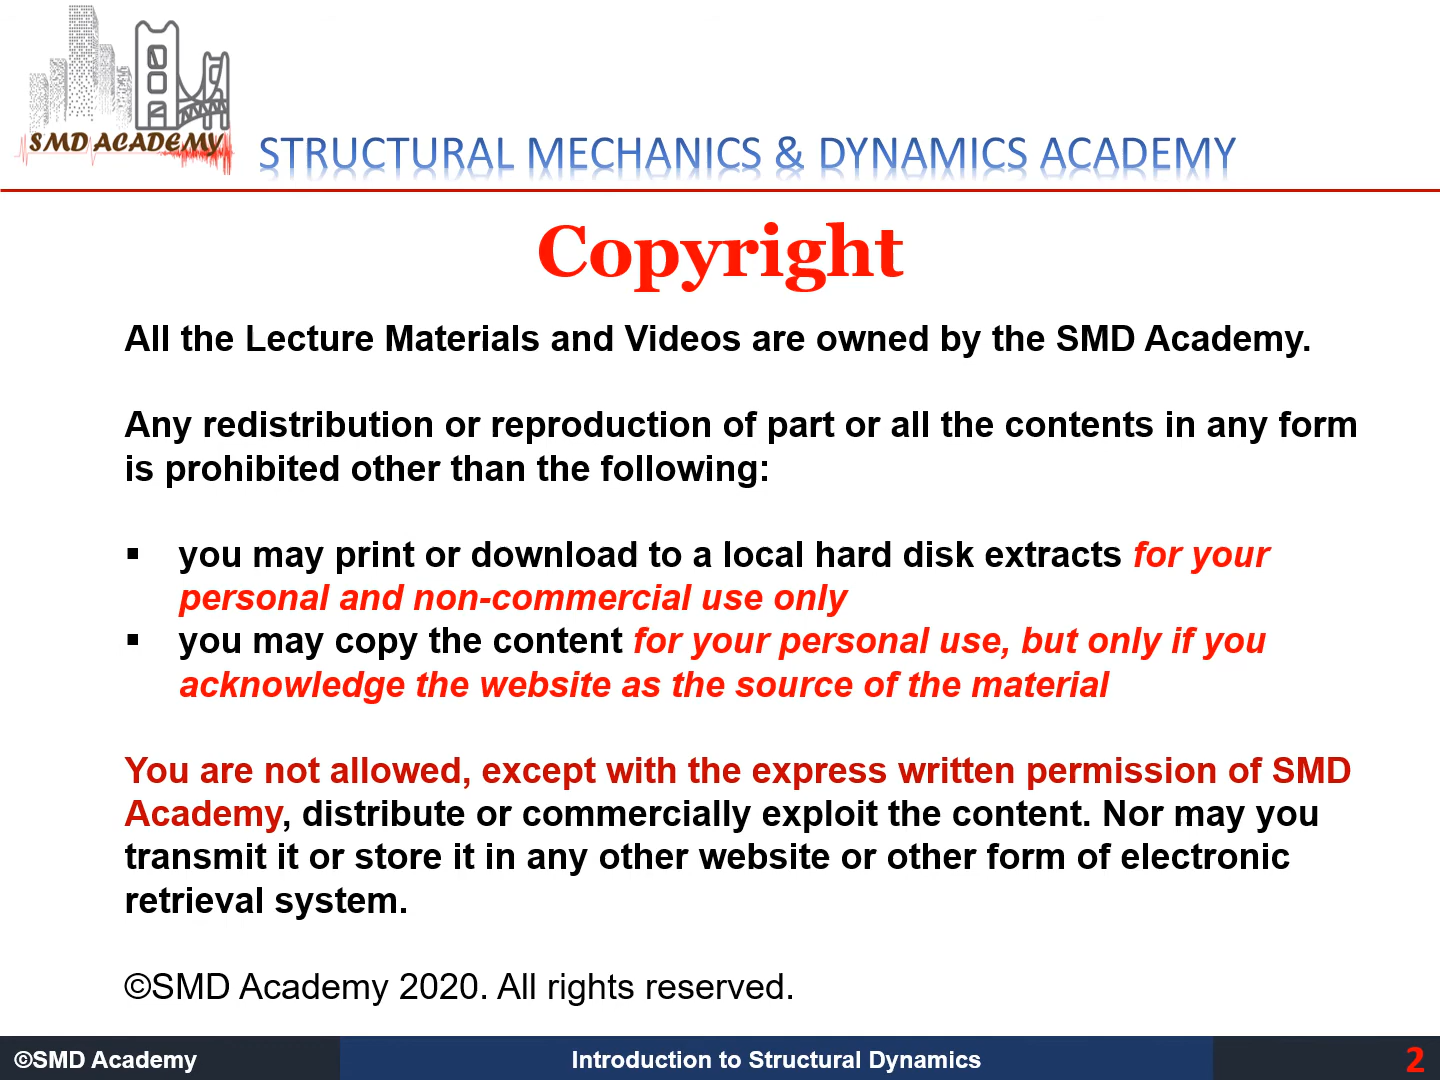 SMD ACADEMY
STRUCTURAL MECHANICS & DYNAMICS ACADEMY
Copyright
All the Lecture Materials and Videos are owned by the SMD Academy.
Any redistribution or reproduction of part or all the contents in any form
is prohibited other than the following:
▪ you may print or download to a local hard disk extracts for your
personal and non-commercial use only
▪ you may copy the content for your personal use, but only if you
acknowledge the website as the source of the material
You are not allowed, except with the express written permission of SMD
Academy, distribute or commercially exploit the content. Nor may you
transmit it or store it in any other website or other form of electronic
retrieval system.
©SMD Academy 2020. All rights reserved.
©SMD Academy Introduction to Structural Dynamics 2